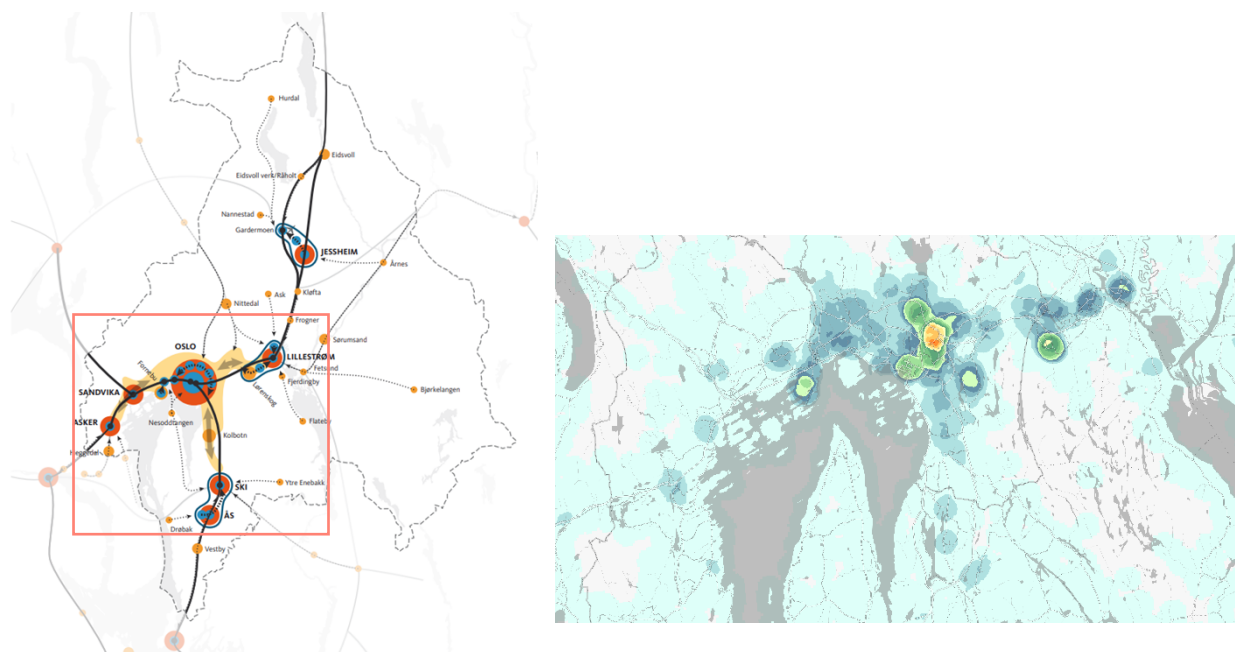 Hurdal
Eidsvoll
Eidsvoll verk/Råholt
Nannestad
Gardermoen
JESSHEIM
Årnes
Ask
Kløfta
Nittedal
Frogner
Sørumsand
OSLO
LILLESTRØM
Fornebu
Fetsund
Lørenskog
Fjerdingby
Bjørkelangen
SANDVIKA
Nesoddtangen
Flateby
ASKER
Kolbotn
Heggedal
SKI
Ytre Enebakk
ÅS
Drøbak
Vestby